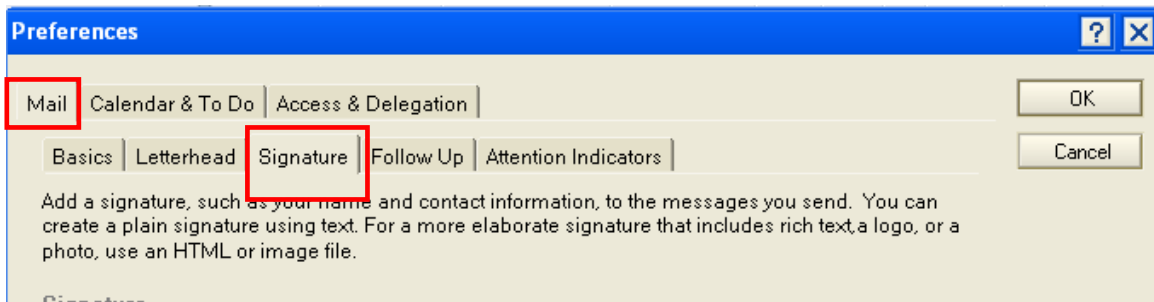 Preferences
Mail Calendar & To Do Access & Delegation OK
Basics Letterhead Signature Follow Up Attention Indicators Cancel
Add a signature, such as your name and contact information, to the messages you send. You can
create a plain signature using text. For a more elaborate signature that includes rich text,a logo, or a
photo, use an HTML or image file.
Signature